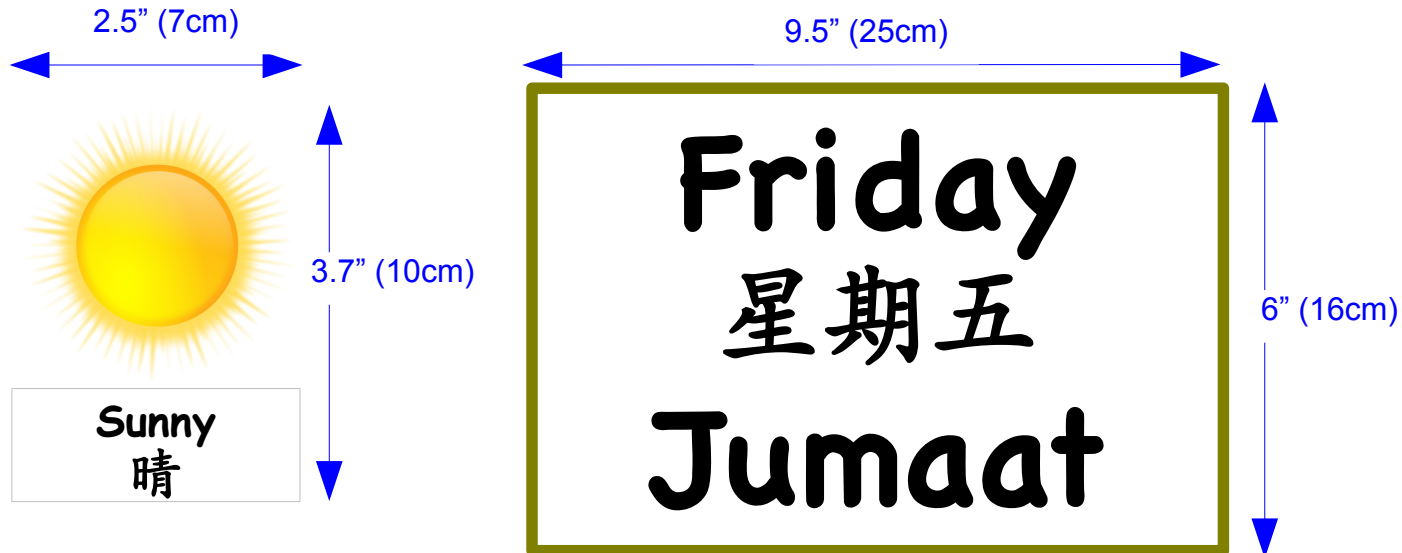 2.5” (7cm)
3.7” (10cm)
Sunny
晴
9.5” (25cm)
Friday
星期五
Jumaat
6” (16cm)